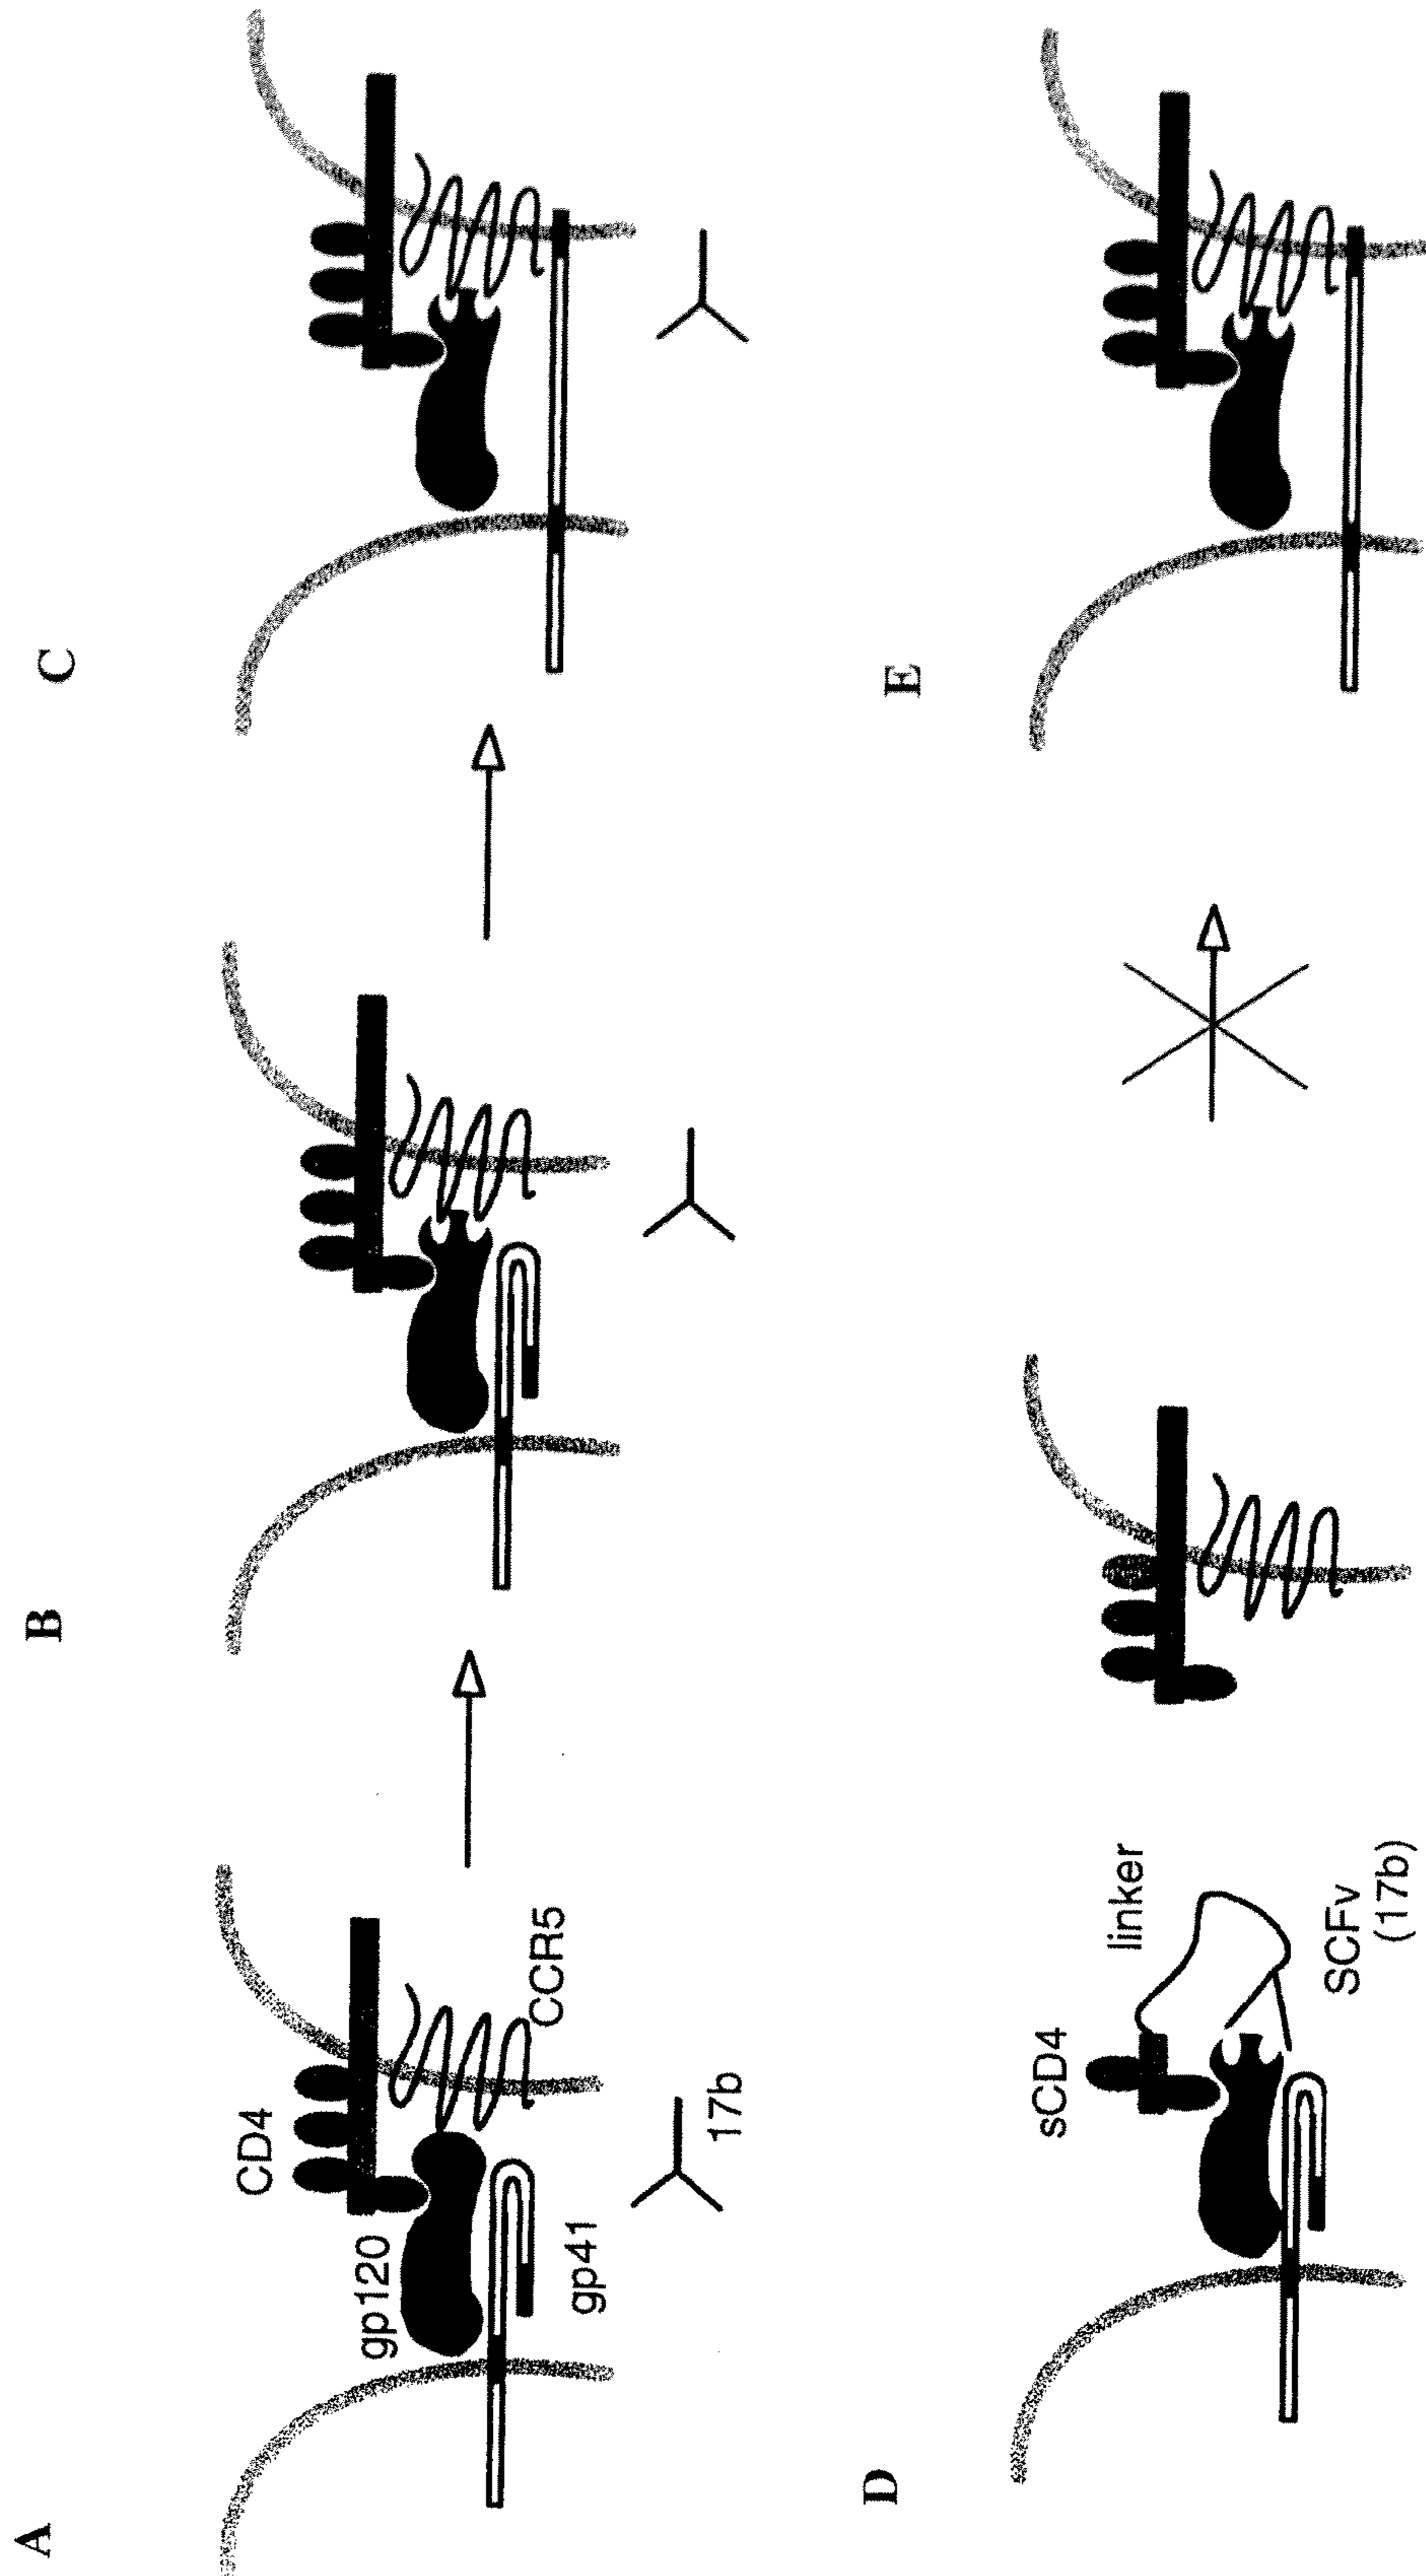 A
B
C
CD4
gp120
CCR5
gp41
17b
D
E
sCD4
linker
SCFv
(17b)